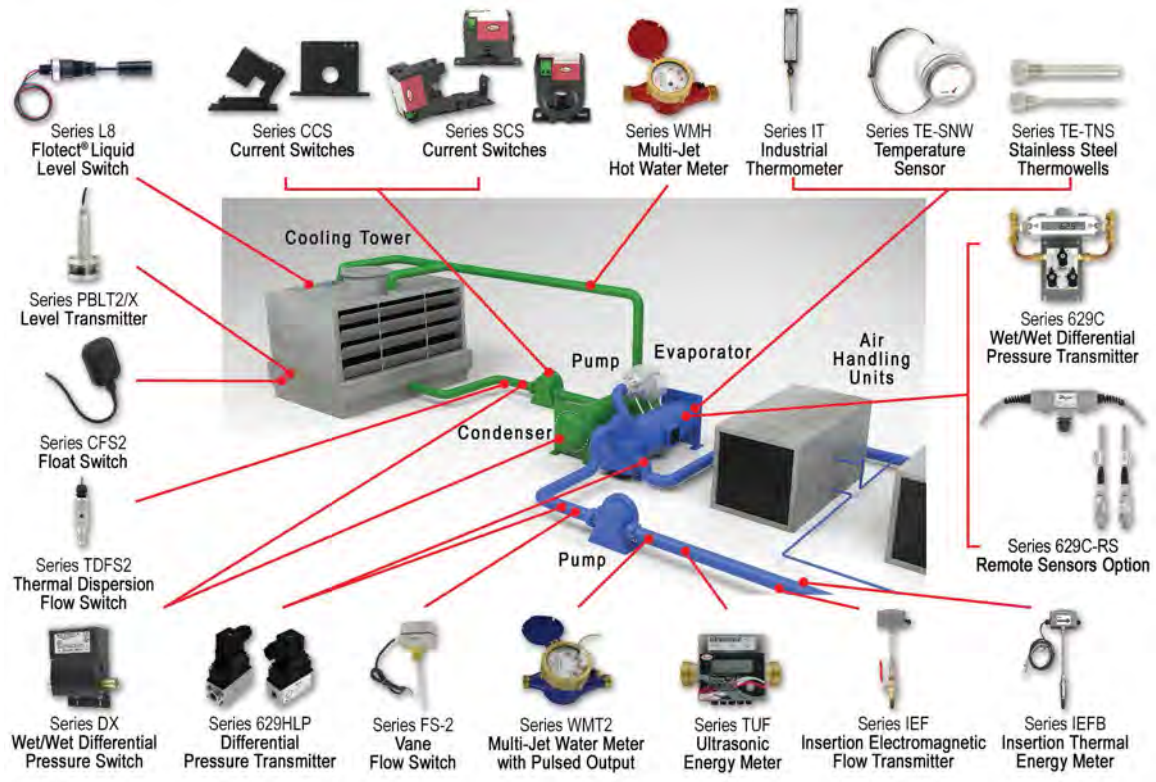 Series L8
Flotect® Liquid
Level Switch
Series CCS
Current Switches
Series SCS
Current Switches
Series WMH
Multi-Jet
Hot Water Meter
Series IT
Industrial
Thermometer
Series TE-SNW
Temperature
Sensor
Series TE-TNS
Stainless Steel
Thermowells
Series PBLT2/X
Level Transmitter
Cooling Tower
Pump
Evaporator
Air
Handling
Units
Series 629C
Wet/Wet Differential
Pressure Transmitter
Series CFS2
Float Switch
Condenser
Series TDFS2
Thermal Dispersion
Flow Switch
Pump
Series 629C-RS
Remote Sensors Option
Series DX
Wet/Wet Differential
Pressure Switch
Series 629HLP
Differential
Pressure Transmitter
Series FS-2
Vane
Flow Switch
Series WMT2
Multi-Jet Water Meter
with Pulsed Output
Series TUF
Ultrasonic
Energy Meter
Series IEF
Insertion Electromagnetic
Flow Transmitter
Series IEFB
Insertion Thermal
Energy Meter